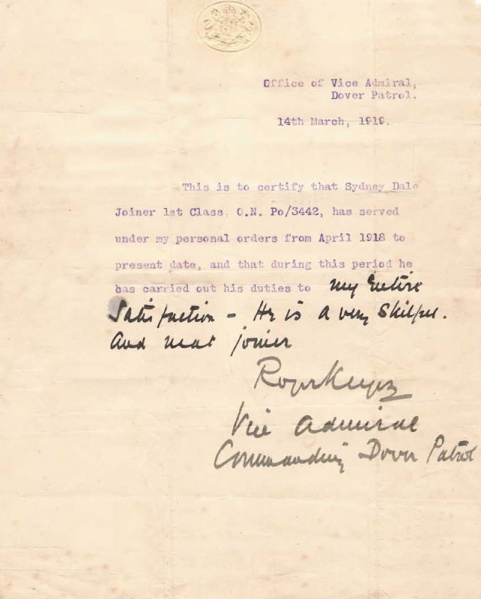 Office of Vice Admiral,
Dover Patrol.
14th March, 1919.
This is to certify that Sydney Dale
Joiner 1st Class, O.N. Po/3442, has served
under my personal orders from April 1918 to
present date, and that during this period he
has carried out his duties to my Entire
Satisfaction - He is a very Skilful.
And neat joiner
Roger Keyes
Vice Admiral
Commanding Dover Patrol